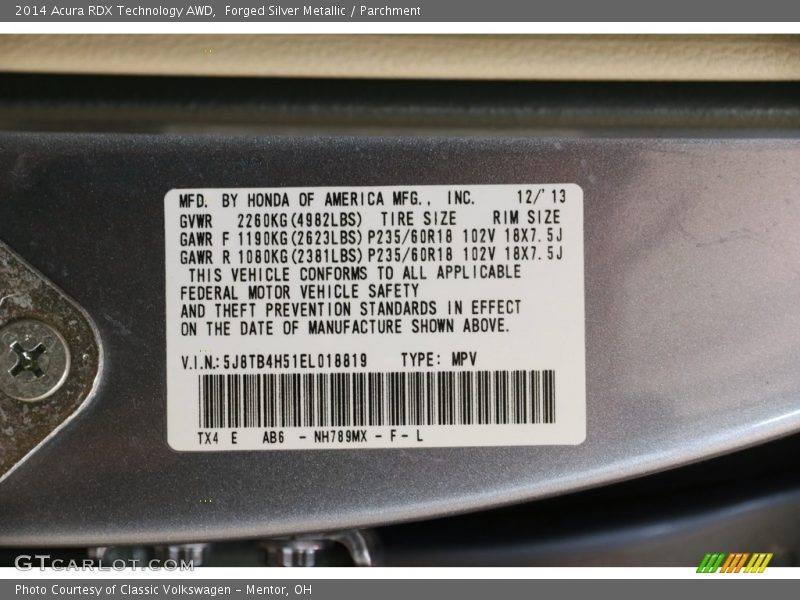 2014 Acura RDX Technology AWD,  Forged Silver Metallic / Parchment
MFD. BY HONDA OF AMERICA MFG., INC. 12/'13
GVWR 2260KG(4982LBS) TIRE SIZE RIM SIZE
GAWR F 1190KG(2623LBS) P235/60R18 102V 18X7.5J
GAWR R 1080KG(2381LBS) P235/60R18 102V 18X7.5J
THIS VEHICLE CONFORMS TO ALL APPLICABLE
FEDERAL MOTOR VEHICLE SAFETY
AND THEFT PREVENTION STANDARDS IN EFFECT
ON THE DATE OF MANUFACTURE SHOWN ABOVE.
V.I.N.: 5J8TB4H51EL018819 TYPE: MPV
TX4 E AB6 - NH789MX - F - L
GTCARLOT.COM
Photo Courtesy of Classic Volkswagen - Mentor, OH